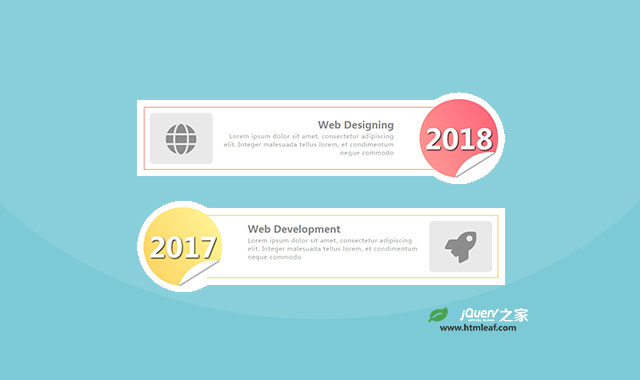 Web Designing
Lorem ipsum dolor sit amet, consectetur adipiscing
elit. Integer malesuada tellus lorem, et condimentum
neque commodo
2018
2017
Web Development
Lorem ipsum dolor sit amet, consectetur adipiscing
elit. Integer malesuada tellus lorem, et condimentum
neque commodo
jQuery之家
www.htmleaf.com